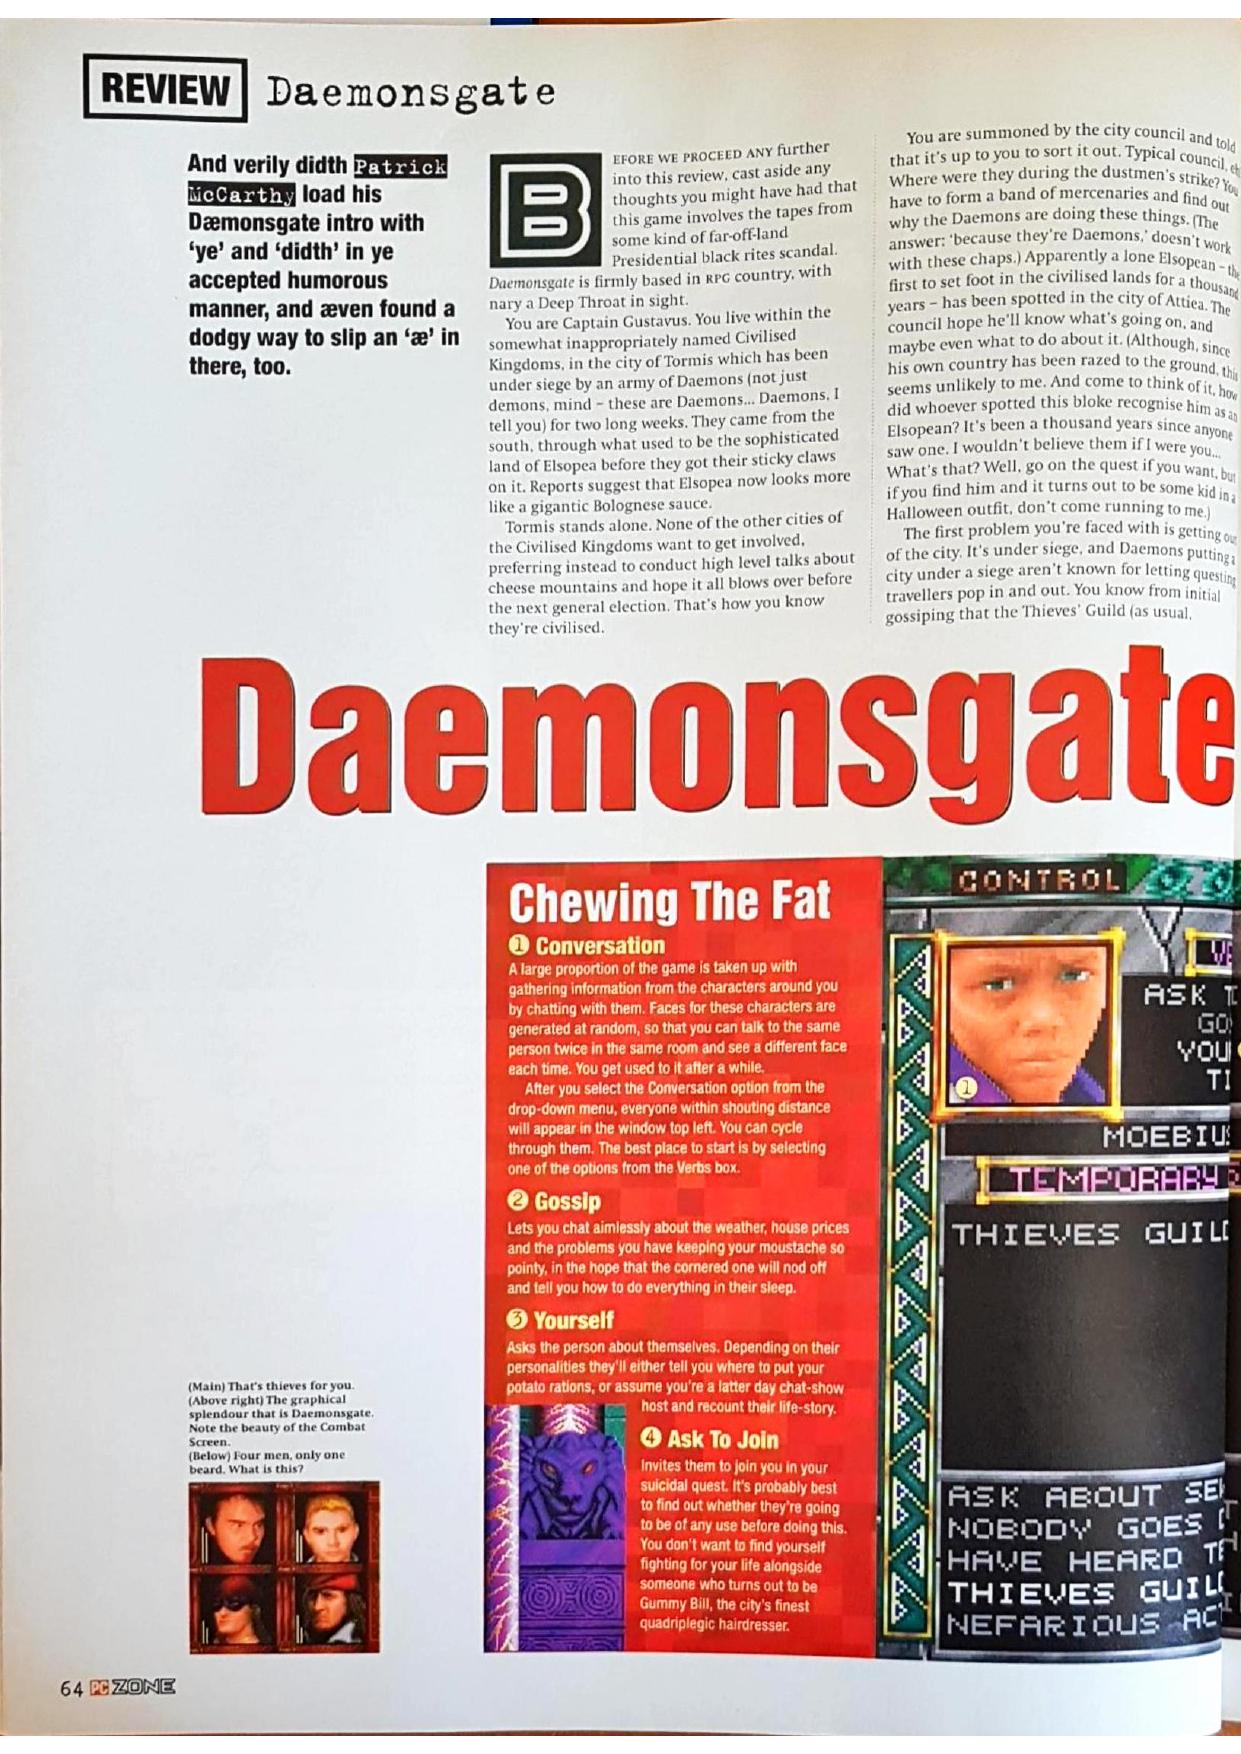 REVIEW Daemonsgate
And verily didth Patrick
McCarthy load his
Dæmonsgate intro with
‘ye’ and ‘didth’ in ye
accepted humorous
manner, and æven found a
dodgy way to slip an ‘æ’ in
there, too.
BEFORE WE PROCEED ANY further
into this review, cast aside any
thoughts you might have had that
this game involves the tapes from
some kind of far-off-land
Presidential black rites scandal.
Daemonsgate is firmly based in RPG country, with
nary a Deep Throat in sight.
You are Captain Gustavus. You live within the
somewhat inappropriately named Civilised
Kingdoms, in the city of Tormis which has been
under siege by an army of Daemons (not just
demons, mind – these are Daemons... Daemons, I
tell you) for two long weeks. They came from the
south, through what used to be the sophisticated
land of Elsopea before they got their sticky claws
on it. Reports suggest that Elsopea now looks more
like a gigantic Bolognese sauce.
Tormis stands alone. None of the other cities of
the Civilised Kingdoms want to get involved,
preferring instead to conduct high level talks about
cheese mountains and hope it all blows over before
the next general election. That's how you know
they're civilised.
You are summoned by the city council and told
that it's up to you to sort it out. Typical council, eh
Where were they during the dustmen's strike? You
have to form a band of mercenaries and find out
why the Daemons are doing these things. (The
answer: ‘because they're Daemons,’ doesn't work
with these chaps.) Apparently a lone Elsopean – the
first to set foot in the civilised lands for a thousand
years – has been spotted in the city of Attica. The
council hope he'll know what's going on, and
maybe even what to do about it. (Although, since
his own country has been razed to the ground, this
seems unlikely to me. And come to think of it, how
did whoever spotted this bloke recognise him as an
Elsopean? It's been a thousand years since anyone
saw one. I wouldn't believe them if I were you...
What's that? Well, go on the quest if you want, but
if you find him and it turns out to be some kid in a
Halloween outfit, don't come running to me.)
The first problem you're faced with is getting out
of the city. It's under siege, and Daemons putting a
city under a siege aren't known for letting questing
travellers pop in and out. You know from initial
gossiping that the Thieves' Guild (as usual,
Daemonsgate
Chewing The Fat
1 Conversation
A large proportion of the game is taken up with
gathering information from the characters around you
by chatting with them. Faces for these characters are
generated at random, so that you can talk to the same
person twice in the same room and see a different face
each time. You get used to it after a while.
After you select the Conversation option from the
drop-down menu, everyone within shouting distance
will appear in the window top left. You can cycle
through them. The best place to start is by selecting
one of the options from the Verbs box.
2 Gossip
Lets you chat aimlessly about the weather, house prices
and the problems you have keeping your moustache so
pointy, in the hope that the cornered one will nod off
and tell you how to do everything in their sleep.
3 Yourself
Asks the person about themselves. Depending on their
personalities they'll either tell you where to put your
potato rations, or assume you're a latter day chat-show
host and recount their life-story.
4 Ask To Join
Invites them to join you in your
suicidal quest. It's probably best
to find out whether they're going
to be of any use before doing this.
You don't want to find yourself
fighting for your life alongside
someone who turns out to be
Gummy Bill, the city's finest
quadriplegic hairdresser.
CONTROL
VE
ASK T
GO
YOU
TI
1
MOEBIUS
TEMPORARY
THIEVES GUILD
ASK ABOUT SE
NOBODY GOES
HAVE HEARD
THIEVES GUILD
NEFARIOUS AC
(Main) That's thieves for you.
(Above right) The graphical
splendour that is Daemonsgate.
Note the beauty of the Combat
Screen.
(Below) Four men, only one
beard. What is this?
64 PC ZONE